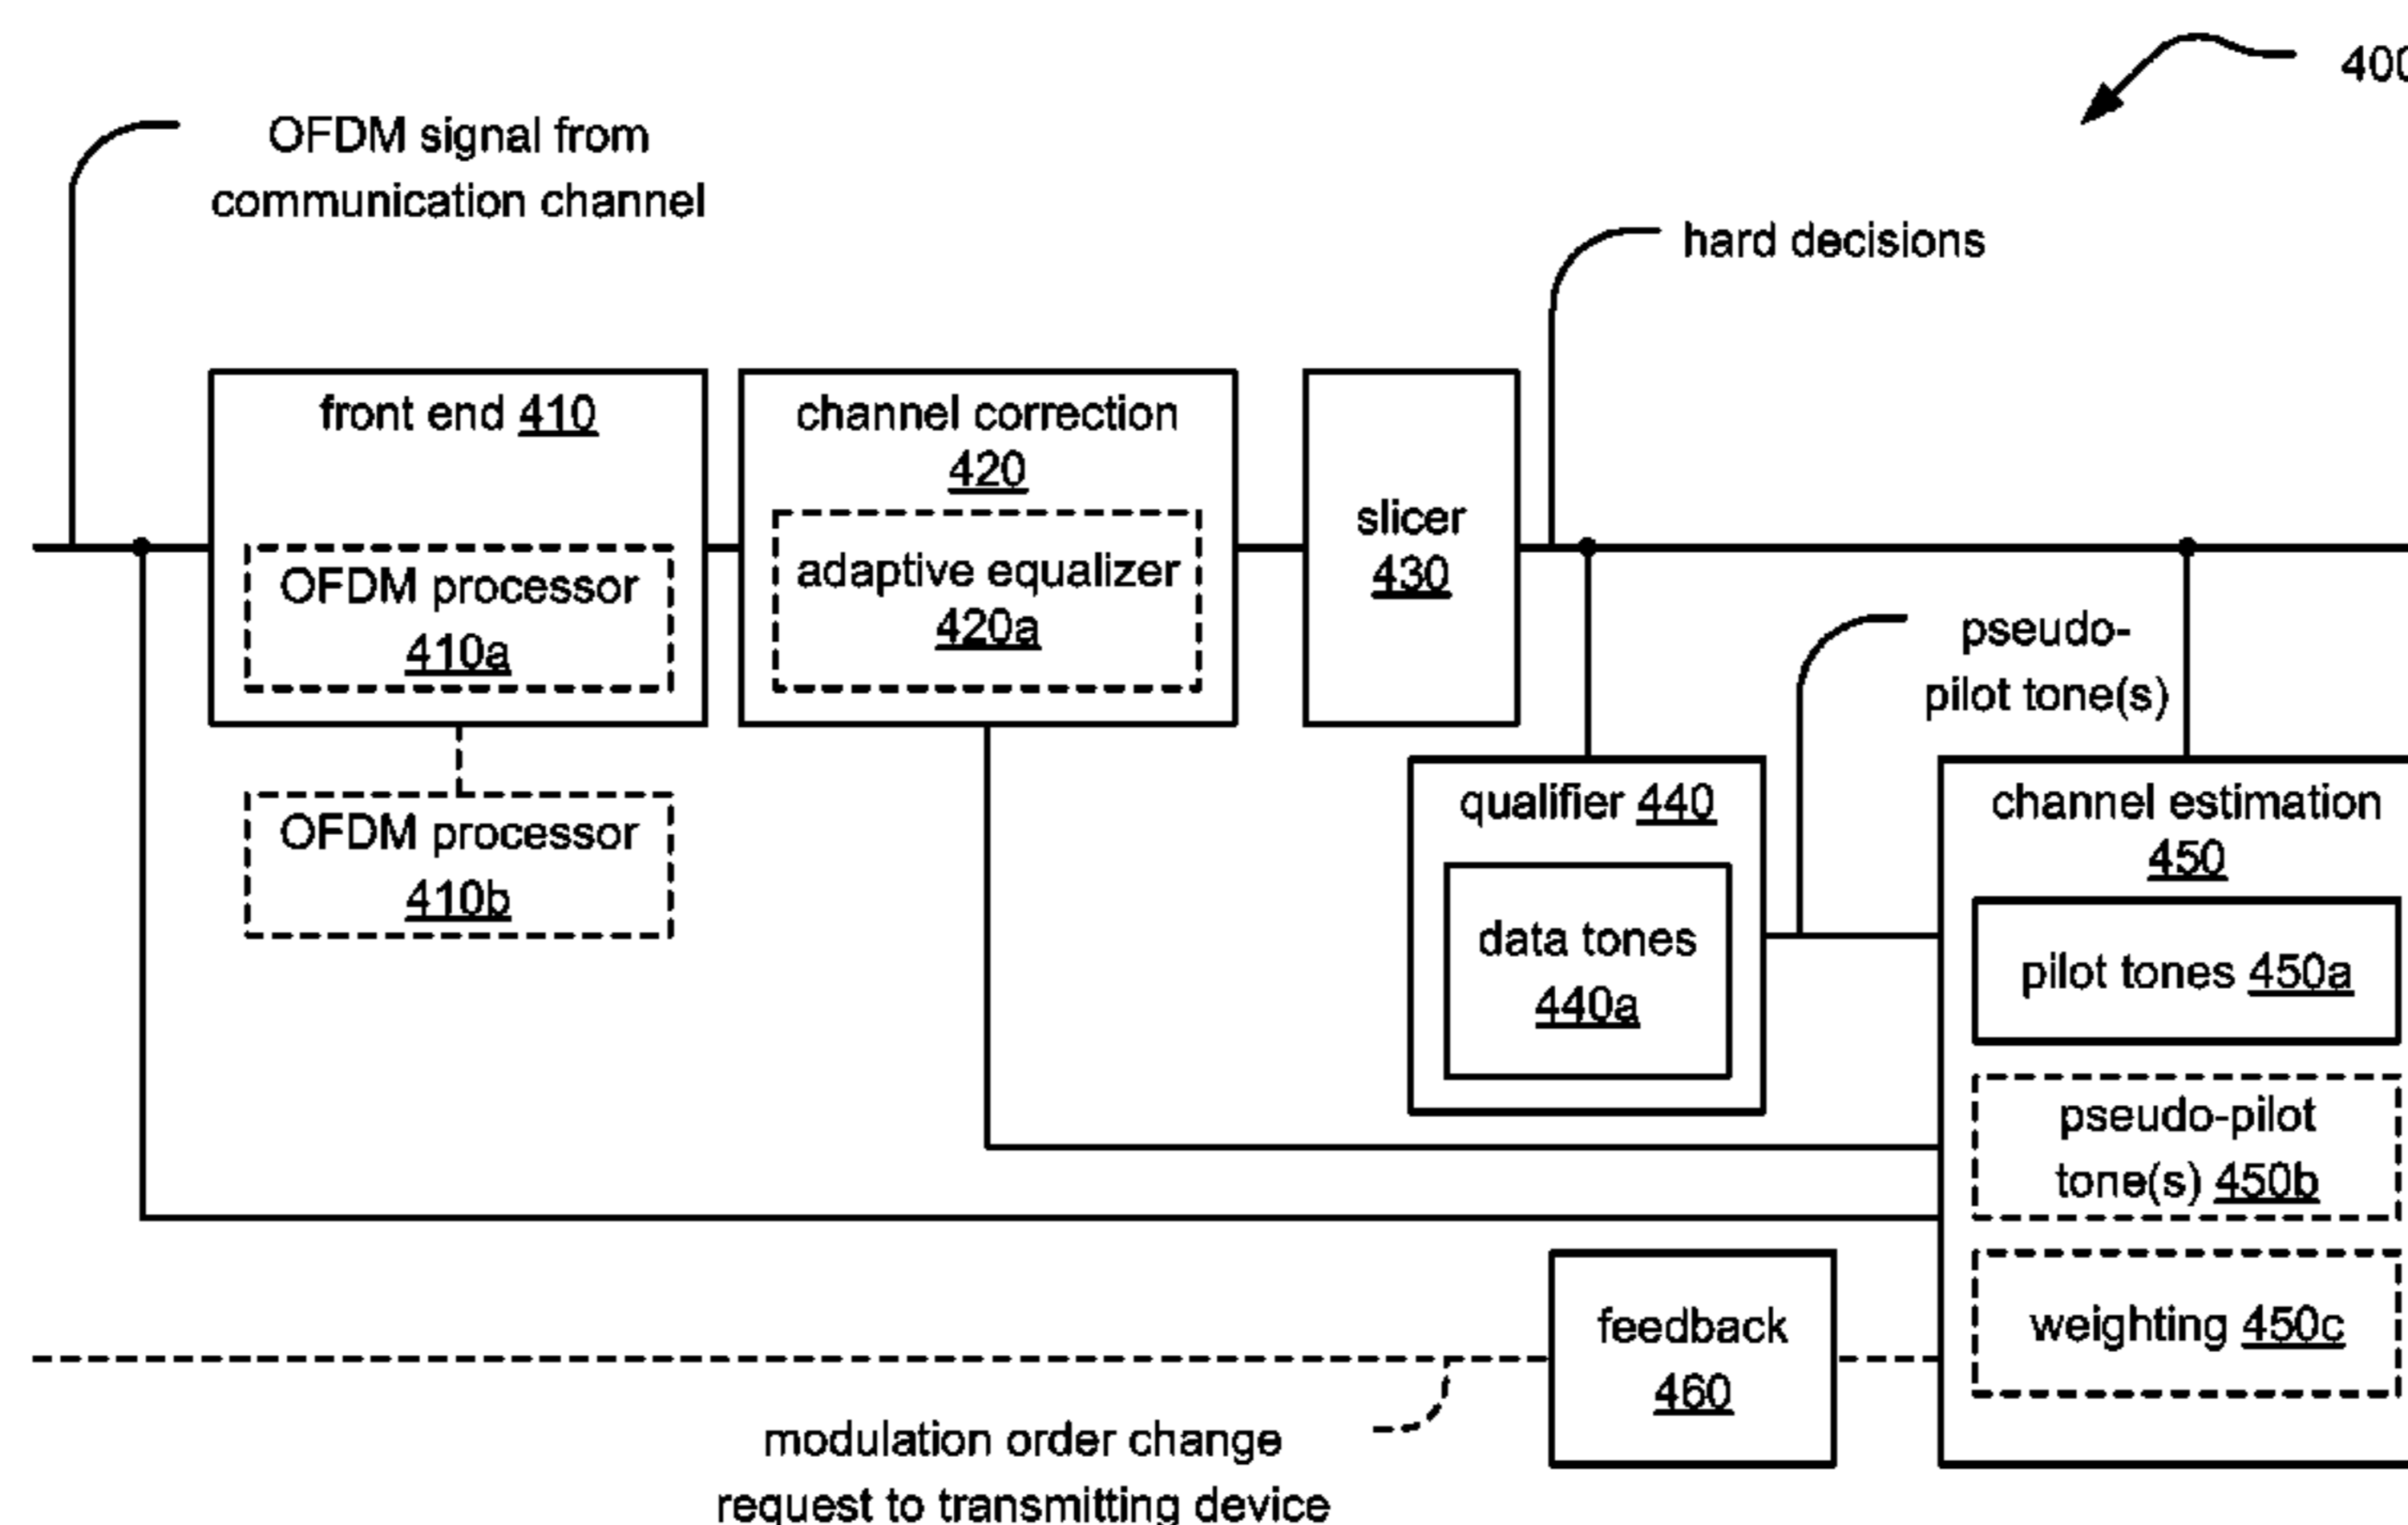 400
OFDM signal from
communication channel
hard decisions
front end 410
OFDM processor
410a
OFDM processor
410b
channel correction
420
adaptive equalizer
420a
slicer
430
pseudo-
pilot tone(s)
qualifier 440
data tones
440a
channel estimation
450
pilot tones 450a
pseudo-pilot
tone(s) 450b
weighting 450c
feedback
460
modulation order change
request to transmitting device